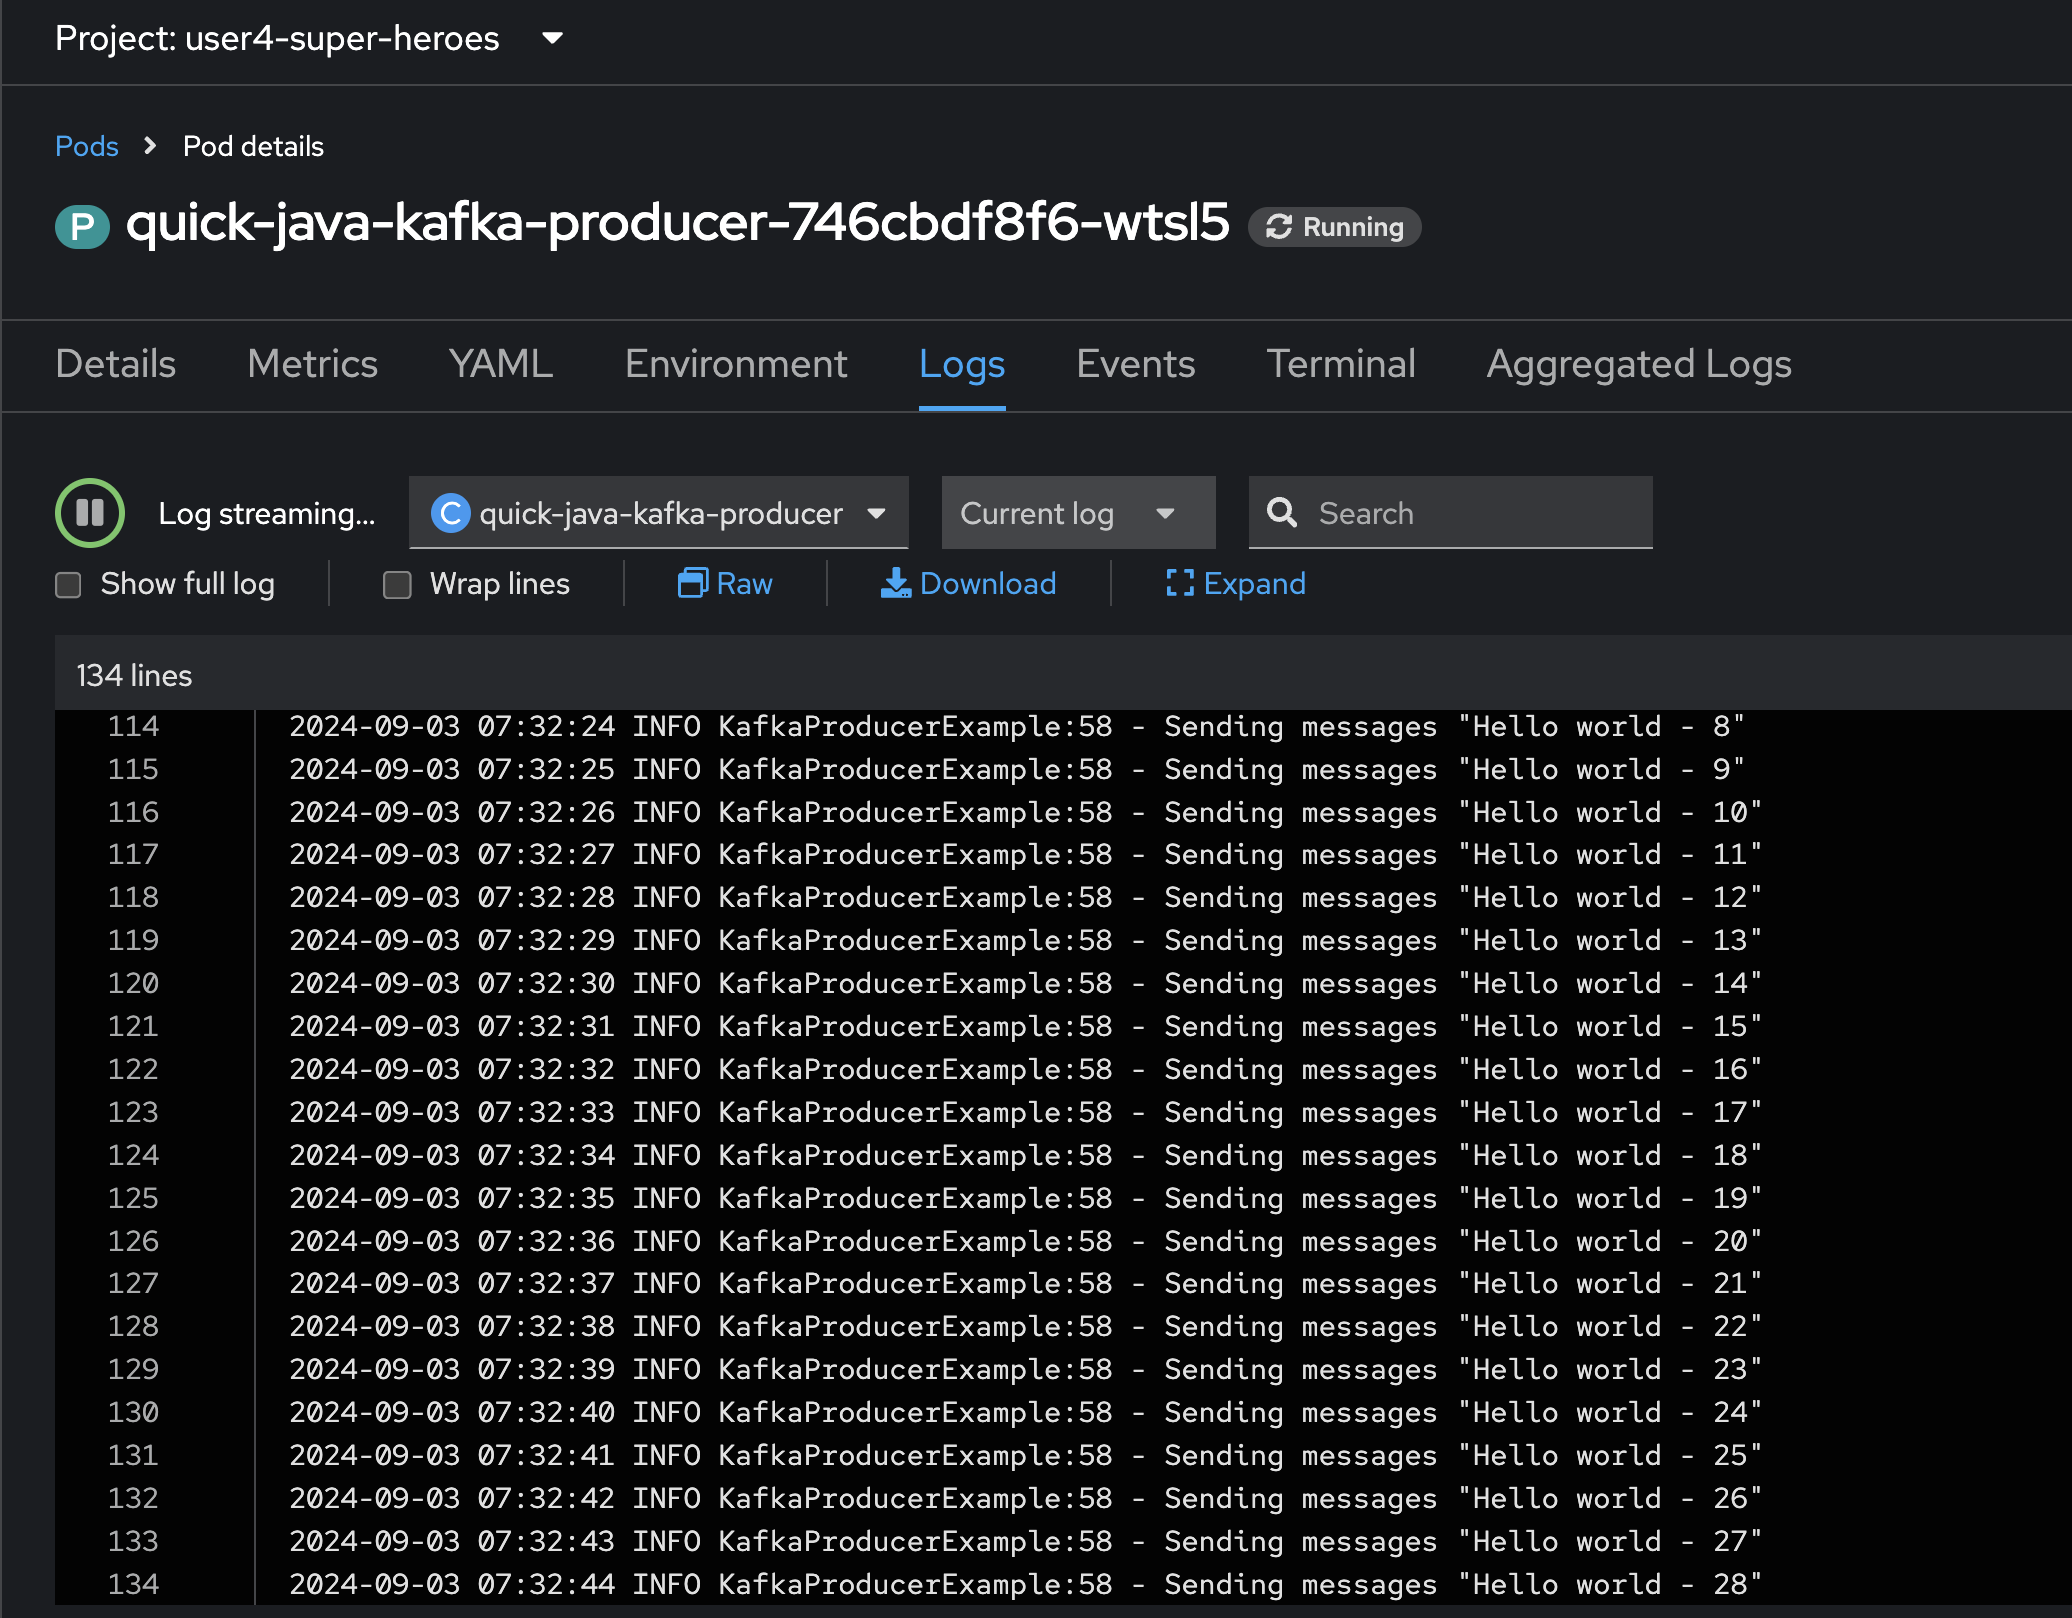 Project: user4-super-heroes
Pods Pod details
P quick-java-kafka-producer-746cbdf8f6-wtsl5 Running
Details Metrics YAML Environment Logs Events Terminal Aggregated Logs
Log streaming... C quick-java-kafka-producer Current log Search
Show full log Wrap lines Raw Download Expand
134 lines
114 2024-09-03 07:32:24 INFO KafkaProducerExample:58 - Sending messages "Hello world - 8"
115 2024-09-03 07:32:25 INFO KafkaProducerExample:58 - Sending messages "Hello world - 9"
116 2024-09-03 07:32:26 INFO KafkaProducerExample:58 - Sending messages "Hello world - 10"
117 2024-09-03 07:32:27 INFO KafkaProducerExample:58 - Sending messages "Hello world - 11"
118 2024-09-03 07:32:28 INFO KafkaProducerExample:58 - Sending messages "Hello world - 12"
119 2024-09-03 07:32:29 INFO KafkaProducerExample:58 - Sending messages "Hello world - 13"
120 2024-09-03 07:32:30 INFO KafkaProducerExample:58 - Sending messages "Hello world - 14"
121 2024-09-03 07:32:31 INFO KafkaProducerExample:58 - Sending messages "Hello world - 15"
122 2024-09-03 07:32:32 INFO KafkaProducerExample:58 - Sending messages "Hello world - 16"
123 2024-09-03 07:32:33 INFO KafkaProducerExample:58 - Sending messages "Hello world - 17"
124 2024-09-03 07:32:34 INFO KafkaProducerExample:58 - Sending messages "Hello world - 18"
125 2024-09-03 07:32:35 INFO KafkaProducerExample:58 - Sending messages "Hello world - 19"
126 2024-09-03 07:32:36 INFO KafkaProducerExample:58 - Sending messages "Hello world - 20"
127 2024-09-03 07:32:37 INFO KafkaProducerExample:58 - Sending messages "Hello world - 21"
128 2024-09-03 07:32:38 INFO KafkaProducerExample:58 - Sending messages "Hello world - 22"
129 2024-09-03 07:32:39 INFO KafkaProducerExample:58 - Sending messages "Hello world - 23"
130 2024-09-03 07:32:40 INFO KafkaProducerExample:58 - Sending messages "Hello world - 24"
131 2024-09-03 07:32:41 INFO KafkaProducerExample:58 - Sending messages "Hello world - 25"
132 2024-09-03 07:32:42 INFO KafkaProducerExample:58 - Sending messages "Hello world - 26"
133 2024-09-03 07:32:43 INFO KafkaProducerExample:58 - Sending messages "Hello world - 27"
134 2024-09-03 07:32:44 INFO KafkaProducerExample:58 - Sending messages "Hello world - 28"